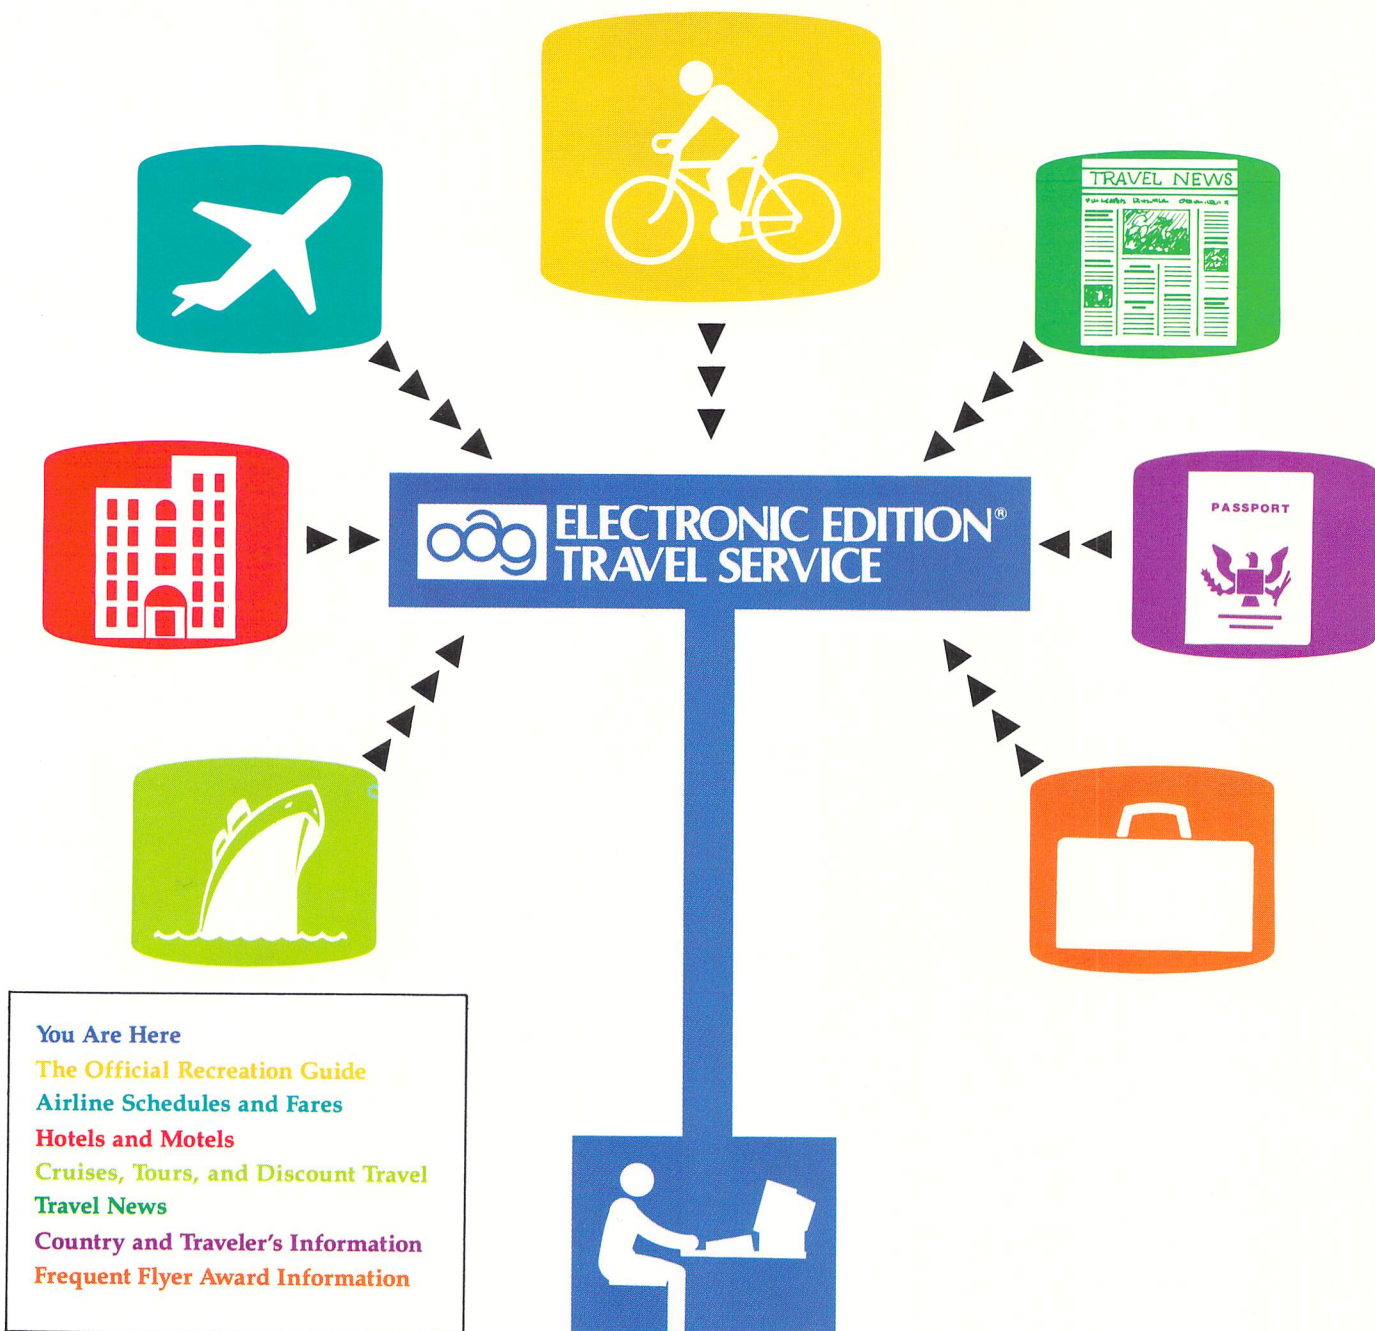 TRAVEL NEWS
PASSPORT
oag ELECTRONIC EDITION®
TRAVEL SERVICE
You Are Here
The Official Recreation Guide
Airline Schedules and Fares
Hotels and Motels
Cruises, Tours, and Discount Travel
Travel News
Country and Traveler's Information
Frequent Flyer Award Information